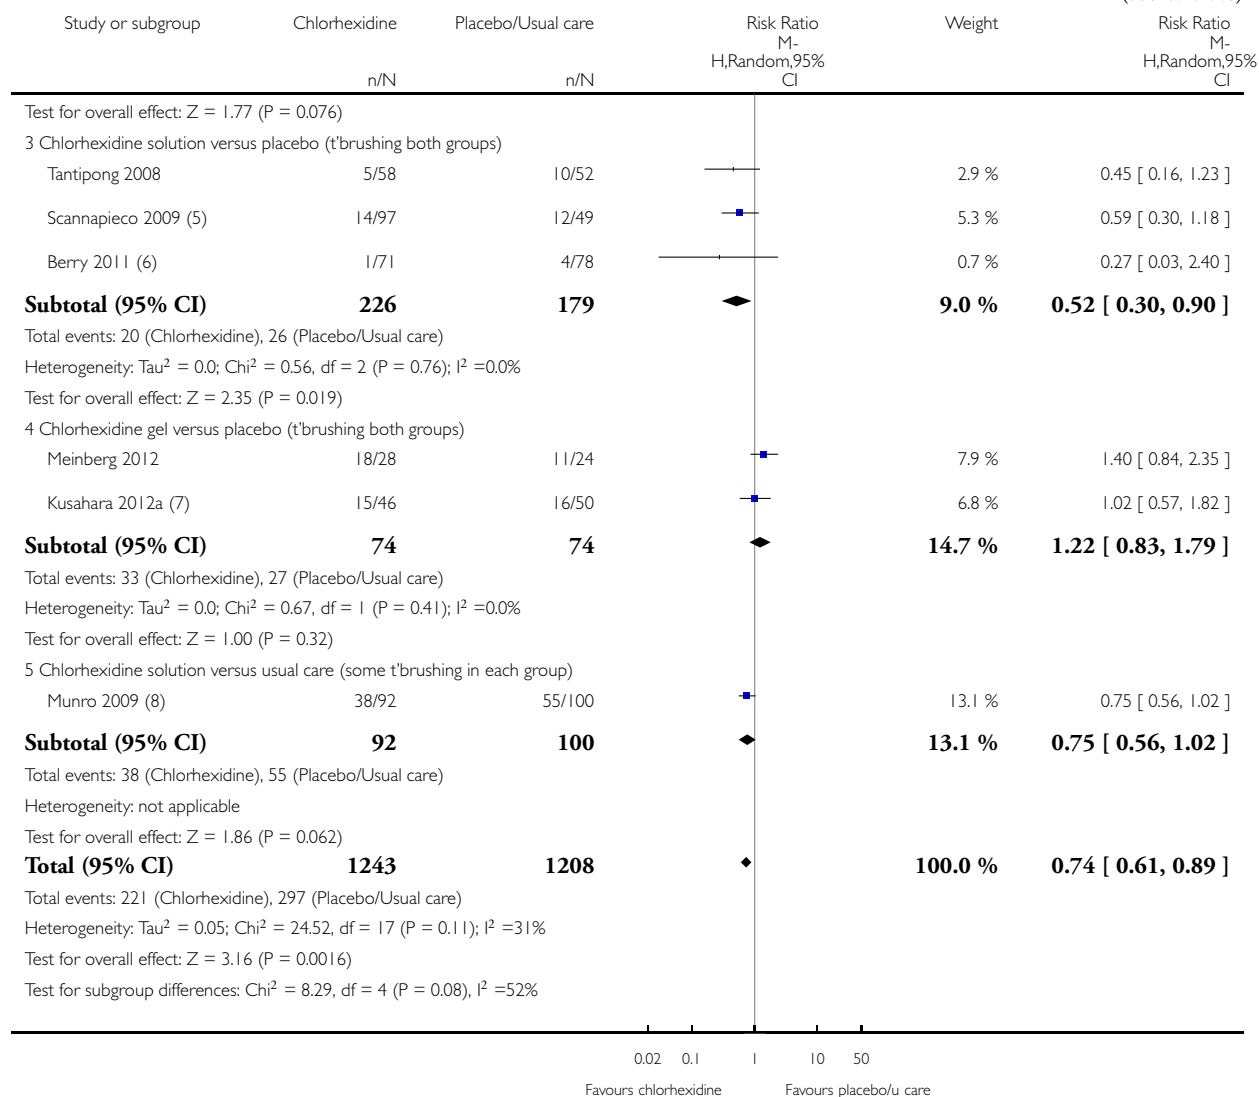 Study or subgroup Chlorhexidine Placebo/Usual care Risk Ratio Weight Risk Ratio
M- M-
H,Random,95% H,Random,95%
n/N n/N CI CI
Test for overall effect: Z = 1.77 (P = 0.076)
3 Chlorhexidine solution versus placebo (t'brushing both groups)
Tantipong 2008 5/58 10/52 2.9 % 0.45 [ 0.16, 1.23 ]
Scannapieco 2009 (5) 14/97 12/49 5.3 % 0.59 [ 0.30, 1.18 ]
Berry 2011 (6) 1/71 4/78 0.7 % 0.27 [ 0.03, 2.40 ]
Subtotal (95% CI) 226 179 9.0 % 0.52 [ 0.30, 0.90 ]
Total events: 20 (Chlorhexidine), 26 (Placebo/Usual care)
Heterogeneity: Tau² = 0.0; Chi² = 0.56, df = 2 (P = 0.76); I² =0.0%
Test for overall effect: Z = 2.35 (P = 0.019)
4 Chlorhexidine gel versus placebo (t'brushing both groups)
Meinberg 2012 18/28 11/24 7.9 % 1.40 [ 0.84, 2.35 ]
Kusahara 2012a (7) 15/46 16/50 6.8 % 1.02 [ 0.57, 1.82 ]
Subtotal (95% CI) 74 74 14.7 % 1.22 [ 0.83, 1.79 ]
Total events: 33 (Chlorhexidine), 27 (Placebo/Usual care)
Heterogeneity: Tau² = 0.0; Chi² = 0.67, df = 1 (P = 0.41); I² =0.0%
Test for overall effect: Z = 1.00 (P = 0.32)
5 Chlorhexidine solution versus usual care (some t'brushing in each group)
Munro 2009 (8) 38/92 55/100 13.1 % 0.75 [ 0.56, 1.02 ]
Subtotal (95% CI) 92 100 13.1 % 0.75 [ 0.56, 1.02 ]
Total events: 38 (Chlorhexidine), 55 (Placebo/Usual care)
Heterogeneity: not applicable
Test for overall effect: Z = 1.86 (P = 0.062)
Total (95% CI) 1243 1208 100.0 % 0.74 [ 0.61, 0.89 ]
Total events: 221 (Chlorhexidine), 297 (Placebo/Usual care)
Heterogeneity: Tau² = 0.05; Chi² = 24.52, df = 17 (P = 0.11); I² =31%
Test for overall effect: Z = 3.16 (P = 0.0016)
Test for subgroup differences: Chi² = 8.29, df = 4 (P = 0.08), I² =52%
0.02 0.1 1 10 50
Favours chlorhexidine Favours placebo/u care